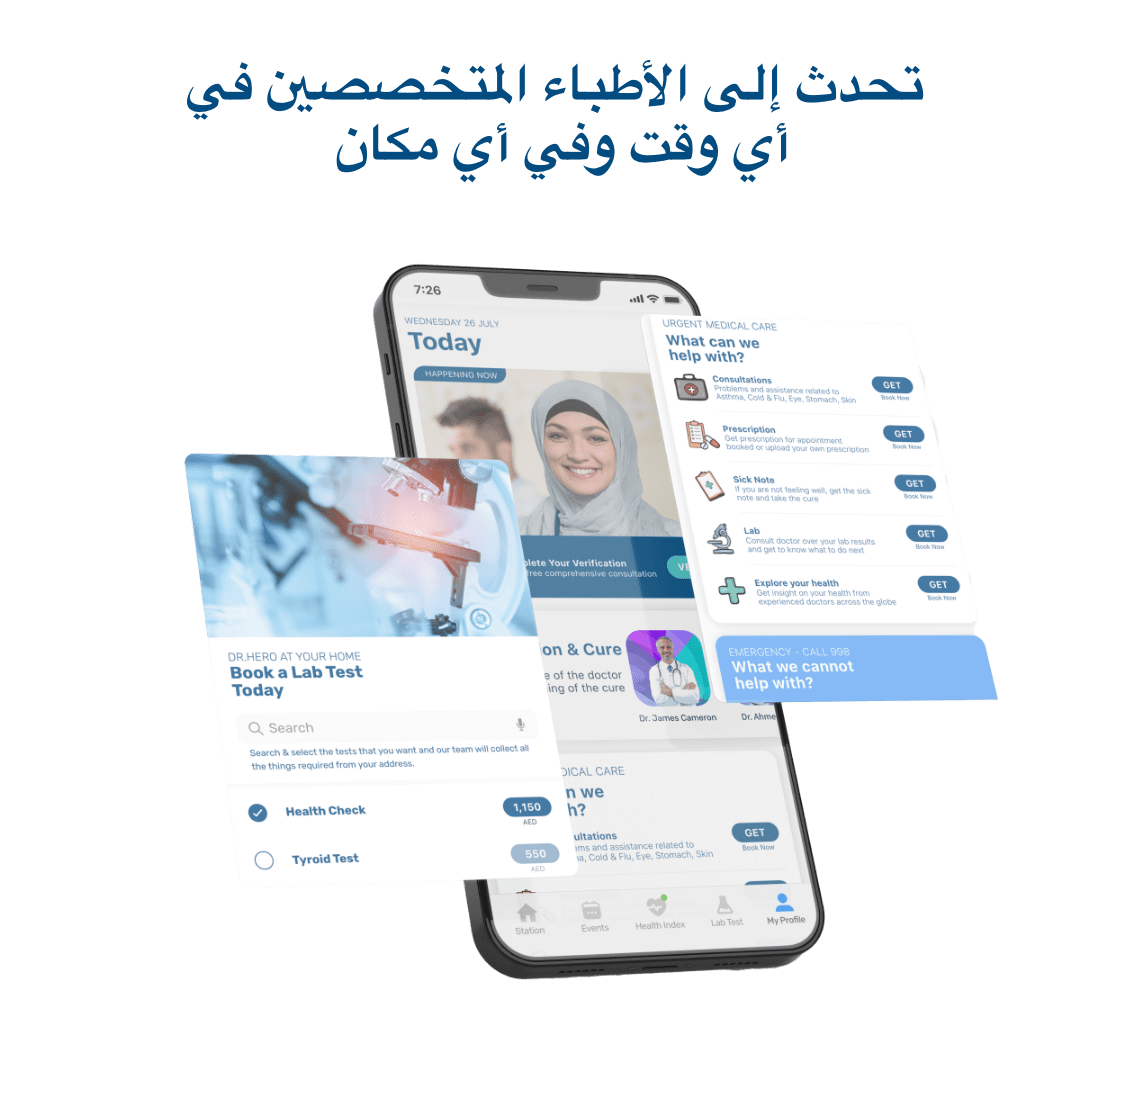 تحدث إلى الأطباء المتخصصين في
أي وقت وفي أي مكان
7:26
WEDNESDAY 26 JULY
Today
HAPPENING NOW
plete Your Verification
free comprehensive consultation
VE
on & Cure
e of the doctor
ing of the cure
Dr. James Cameron
Dr. Ahme
DICAL CARE
n we
h?
ultations
ems and assistance related to
na, Cold & Flu, Eye, Stomach, Skin
GET
Book Now
Station
Events
Health Index
Lab Test
My Profile
URGENT MEDICAL CARE
What can we
help with?
Consultations
Problems and assistance related to
Asthma, Cold & Flu, Eye, Stomach, Skin
GET
Book Now
Prescription
Get prescription for appointment
booked or upload your own prescription
GET
Book Now
Sick Note
If you are not feeling well, get the sick
note and take the cure
GET
Book Now
Lab
Consult doctor over your lab results
and get to know what to do next
GET
Book Now
Explore your health
Get insight on your health from
experienced doctors across the globe
GET
Book Now
EMERGENCY - CALL 998
What we cannot
help with?
DR.HERO AT YOUR HOME
Book a Lab Test
Today
Search
Search & select the tests that you want and our team will collect all
the things required from your address.
Health Check
1,150
AED
Tyroid Test
550
AED